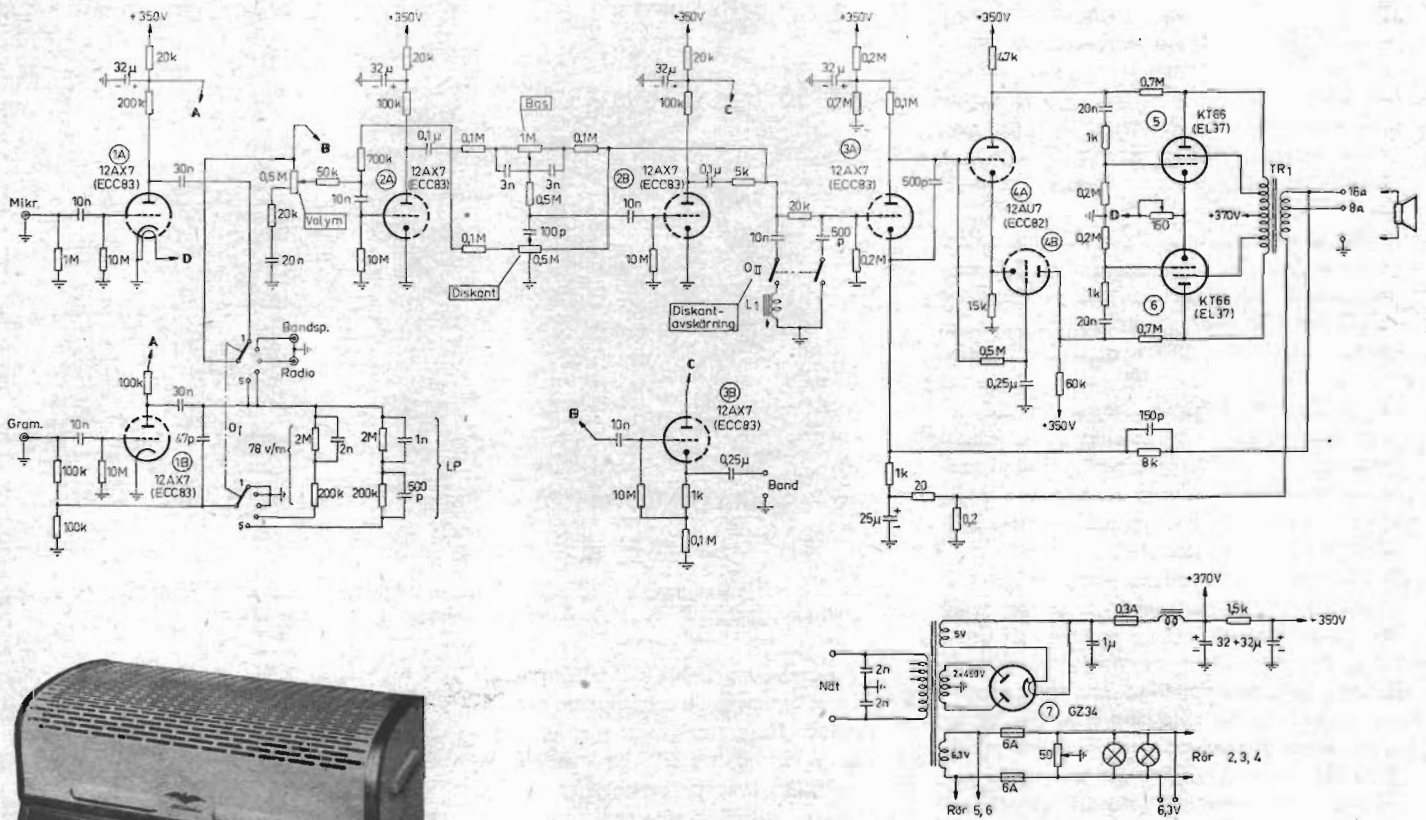 +350V
20k
32µ
200k
A
1A
12AX7
(ECC83)
30n
Mikr.
10n
1M
10M
D
B
0,5M
50k
Volym
20k
20n
+350V
20k
32µ
100k
700k
10n
2A
12AX7
(ECC83)
10M
0,1µ
0,1M
Bas
1M
0,1M
3n
3n
0,5M
100p
0,1M
0,5M
Diskant
+350V
20k
32µ
C
100k
2B
12AX7
(ECC83)
10n
10M
0,1µ
5k
20k
10n
500
p
OII
L1
Diskant-
avskärning
+350V
0,2M
32µ
0,7M
0,1M
3A
12AX7
(ECC83)
0,2M
500p
+350V
4,7k
4A
12AU7
(ECC82)
4B
15k
0,5M
0,25µ
60k
+350V
0,7M
20n
1k
0,2M
D
150
0,2M
1k
20n
0,7M
5
KT66
(EL37)
6
KT66
(EL37)
+370V
TR1
16Ω
8Ω
150p
8k
1k
20
25µ
0,2
A
100k
30n
Gram.
10n
100k
10M
100k
1B
12AX7
(ECC83)
47p
OI
1
5
Bandsp.
Radio
1
5
78 v/m
2M
2n
200k
2M
1n
200k
500
p
LP
C
3B
12AX7
(ECC83)
B
10n
10M
1k
0,25µ
Band
0,1M
Nät
2n
2n
5V
2×450V
7
GZ34
1µ
0,3A
+370V
1,5k
32+32µ
+350V
6,3V
6A
50
6A
Rör 2,3,4
Rör 5,6
6,3V